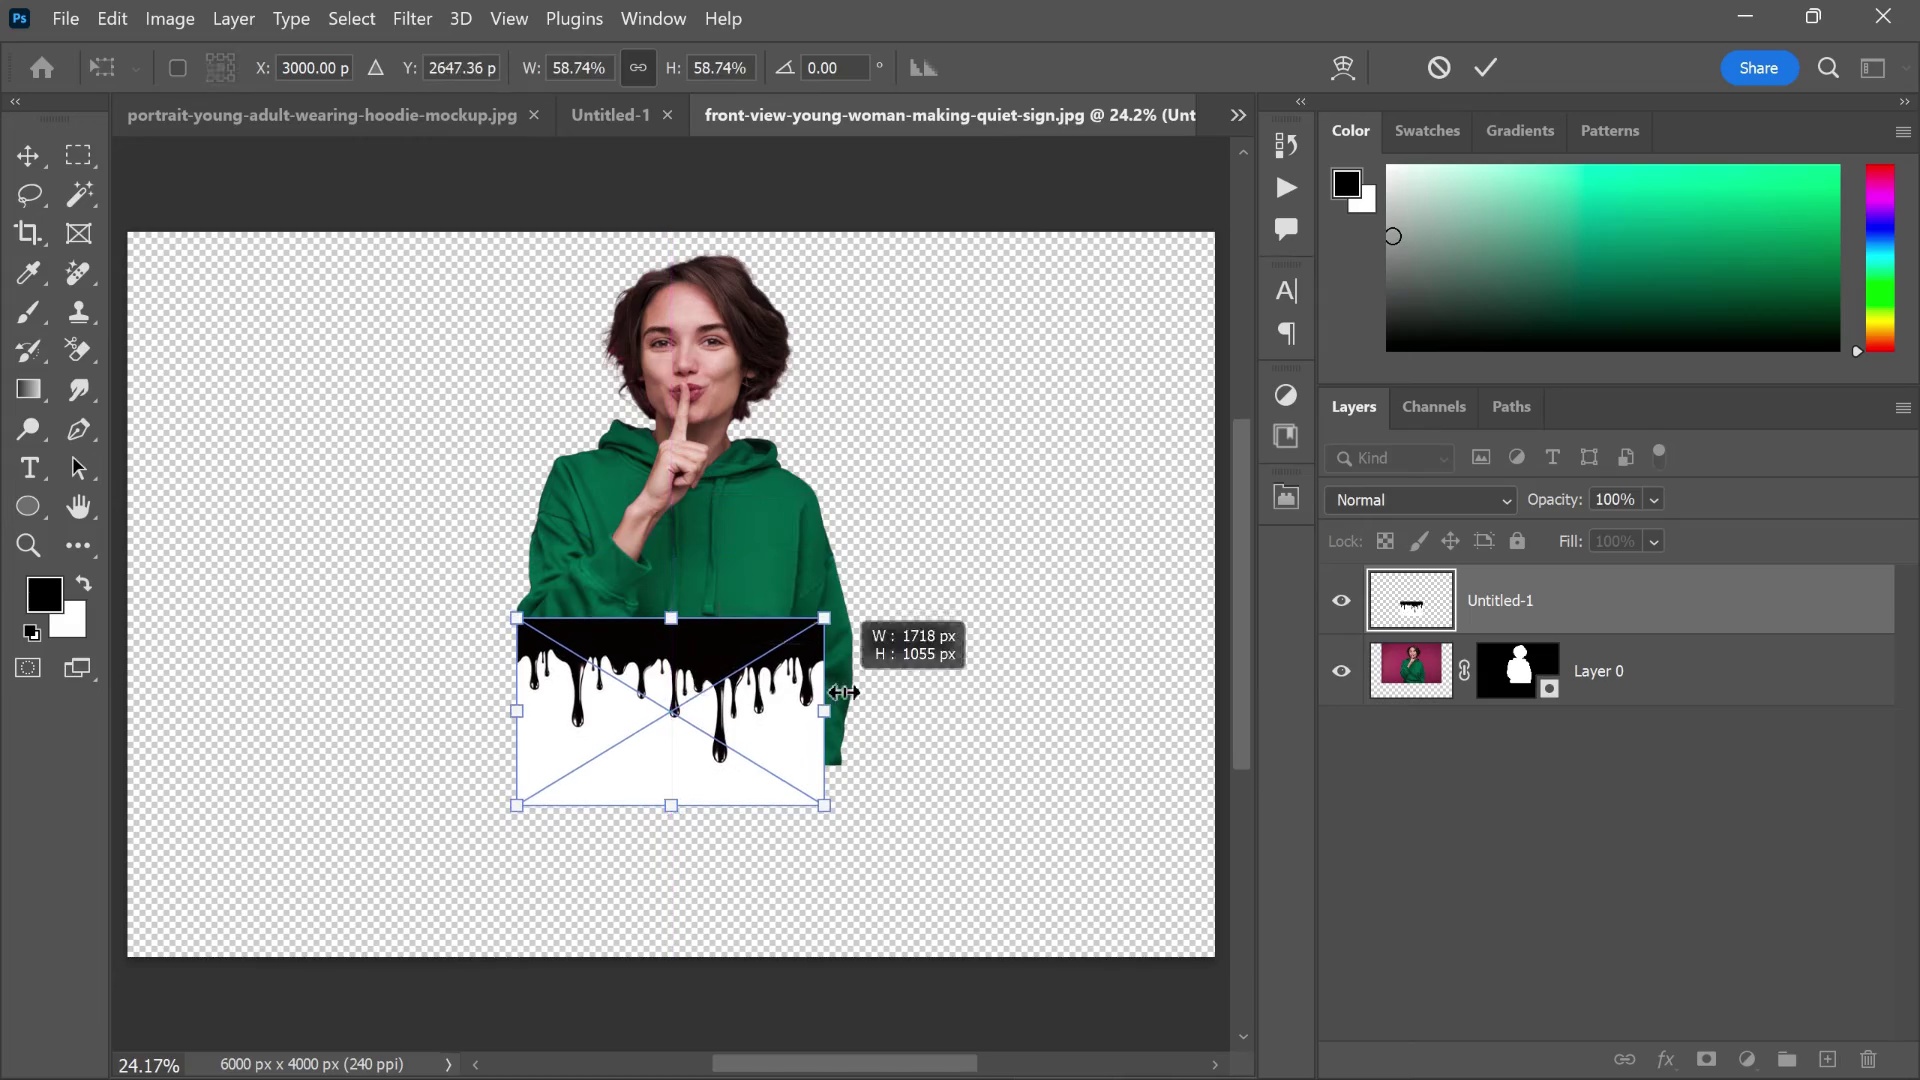 Ps File Edit Image Layer Type Select Filter 3D View Plugins Window Help
X: 3000.00 p Y: 2647.36 p W: 58.74% H: 58.74% 0.00 ° Share
portrait-young-adult-wearing-hoodie-mockup.jpg × Untitled-1 × front-view-young-woman-making-quiet-sign.jpg @ 24.2% (Unt
Color Swatches Gradients Patterns
Layers Channels Paths
Kind
Normal Opacity: 100%
Lock: Fill: 100%
Untitled-1
Layer 0
W : 1718 px
H : 1055 px
24.17% 6000 px x 4000 px (240 ppi)